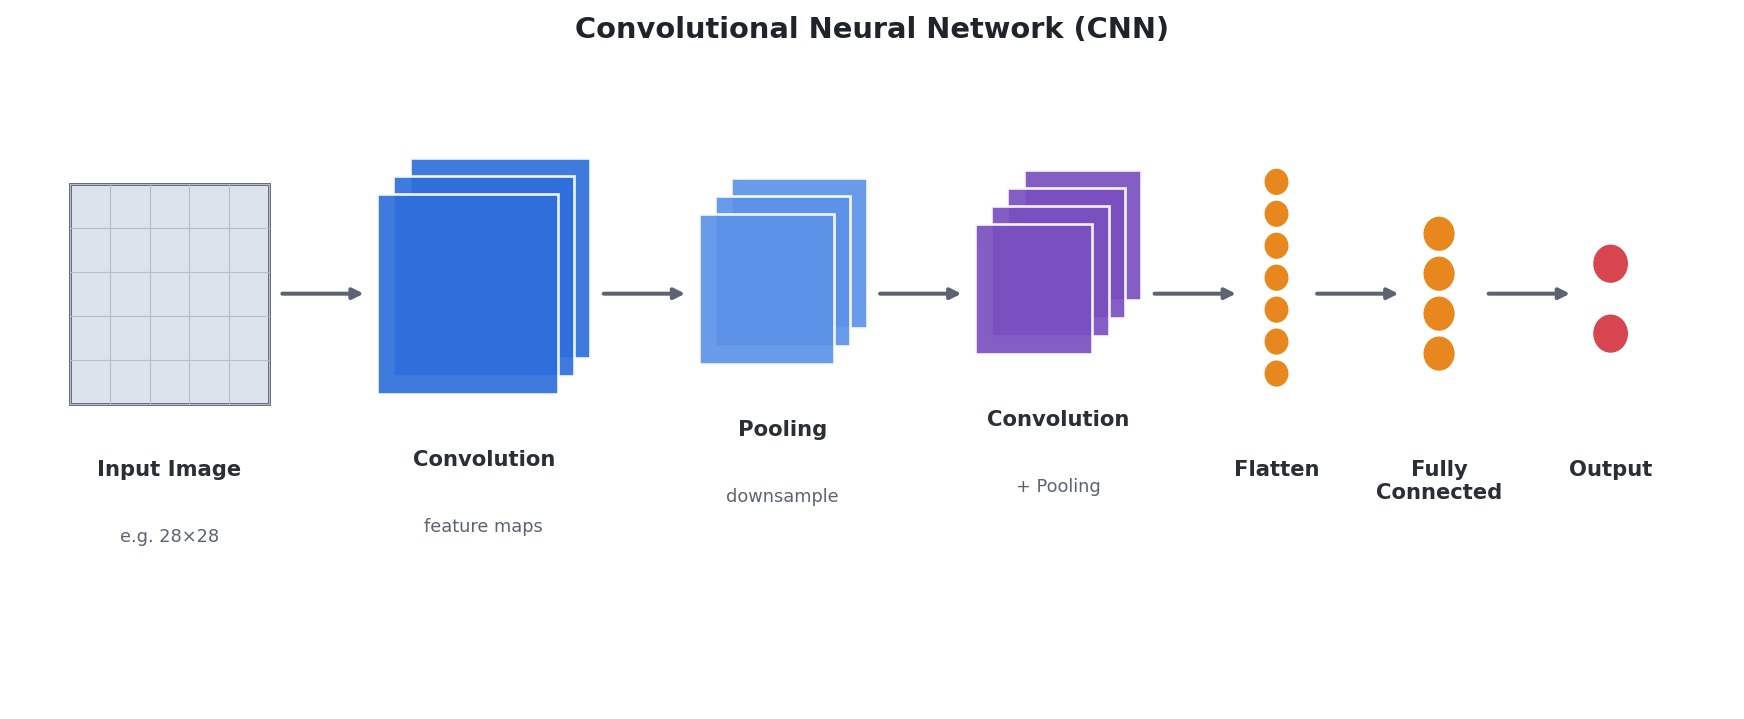 Convolutional Neural Network (CNN)
Input Image
e.g. 28×28
Convolution
feature maps
Pooling
downsample
Convolution
+ Pooling
Flatten
Fully
Connected
Output